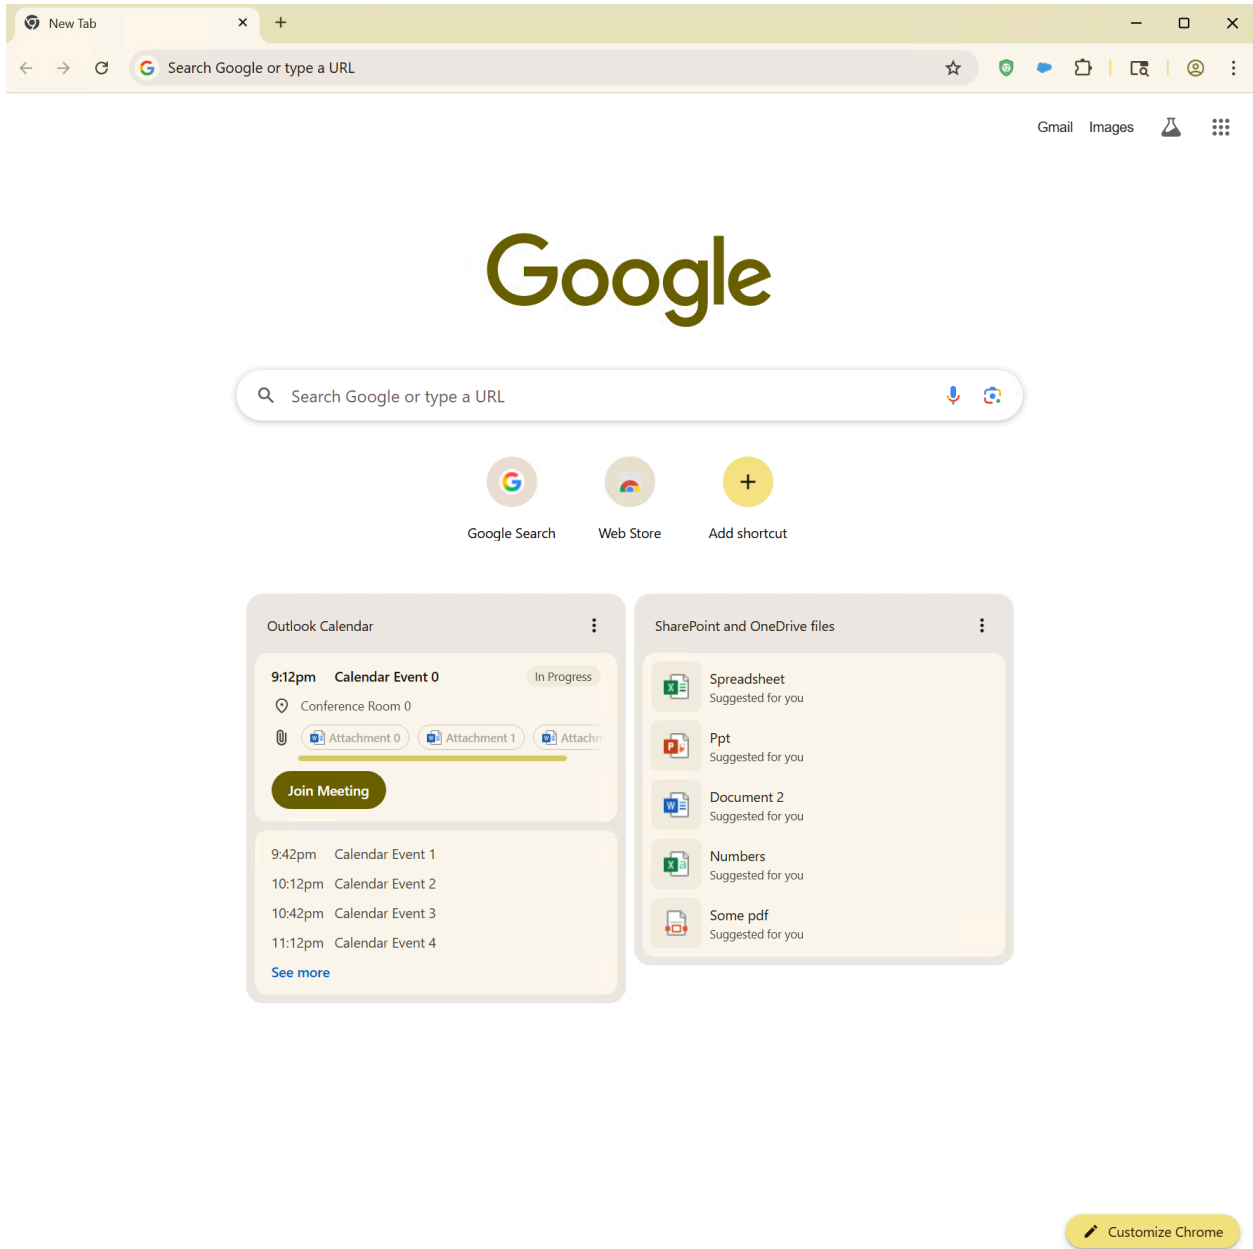 New Tab
Search Google or type a URL
Gmail Images
Google
Search Google or type a URL
Google Search
Web Store
Add shortcut
Outlook Calendar
9:12pm Calendar Event 0 In Progress
Conference Room 0
Attachment 0 Attachment 1 Attachm
Join Meeting
9:42pm Calendar Event 1
10:12pm Calendar Event 2
10:42pm Calendar Event 3
11:12pm Calendar Event 4
See more
SharePoint and OneDrive files
Spreadsheet
Suggested for you
Ppt
Suggested for you
Document 2
Suggested for you
Numbers
Suggested for you
Some pdf
Suggested for you
Customize Chrome